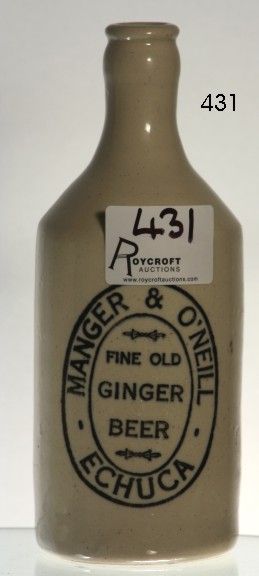 431
431
ROYCROFT
AUCTIONS
www.roycroftauctions.com
MANGER & O'NEILL
FINE OLD
GINGER
BEER
· ECHUCA ·